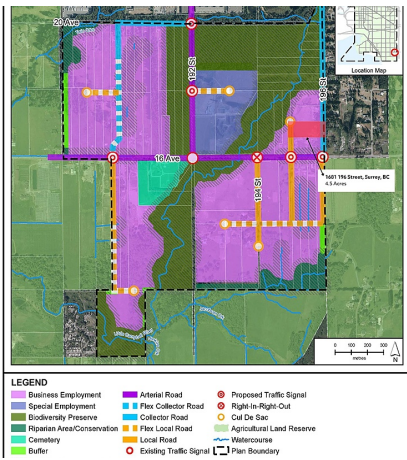 20 Ave
192 St
196 St
Location Map
16 Ave
194 St
1681 196 Street, Surrey, BC
4.5 Acres
0 100 200 300
metres
LEGEND
Business Employment
Special Employment
Biodiversity Preserve
Riparian Area/Conservation
Cemetery
Buffer
Arterial Road
Flex Collector Road
Collector Road
Flex Local Road
Local Road
Existing Traffic Signal
Proposed Traffic Signal
Right-In-Right-Out
Cul De Sac
Agricultural Land Reserve
Watercourse
Plan Boundary